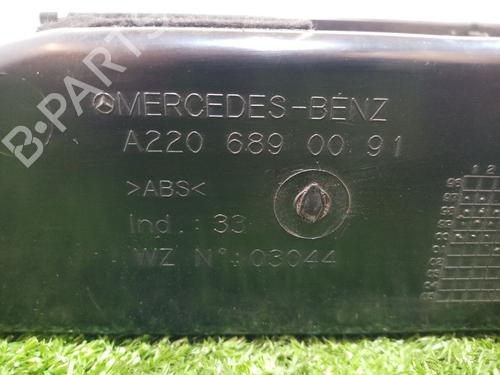 B-PARTS
MERCEDES-BENZ
A220 689 00 91
>ABS<
Ind.: 33
WZ N°: 03044